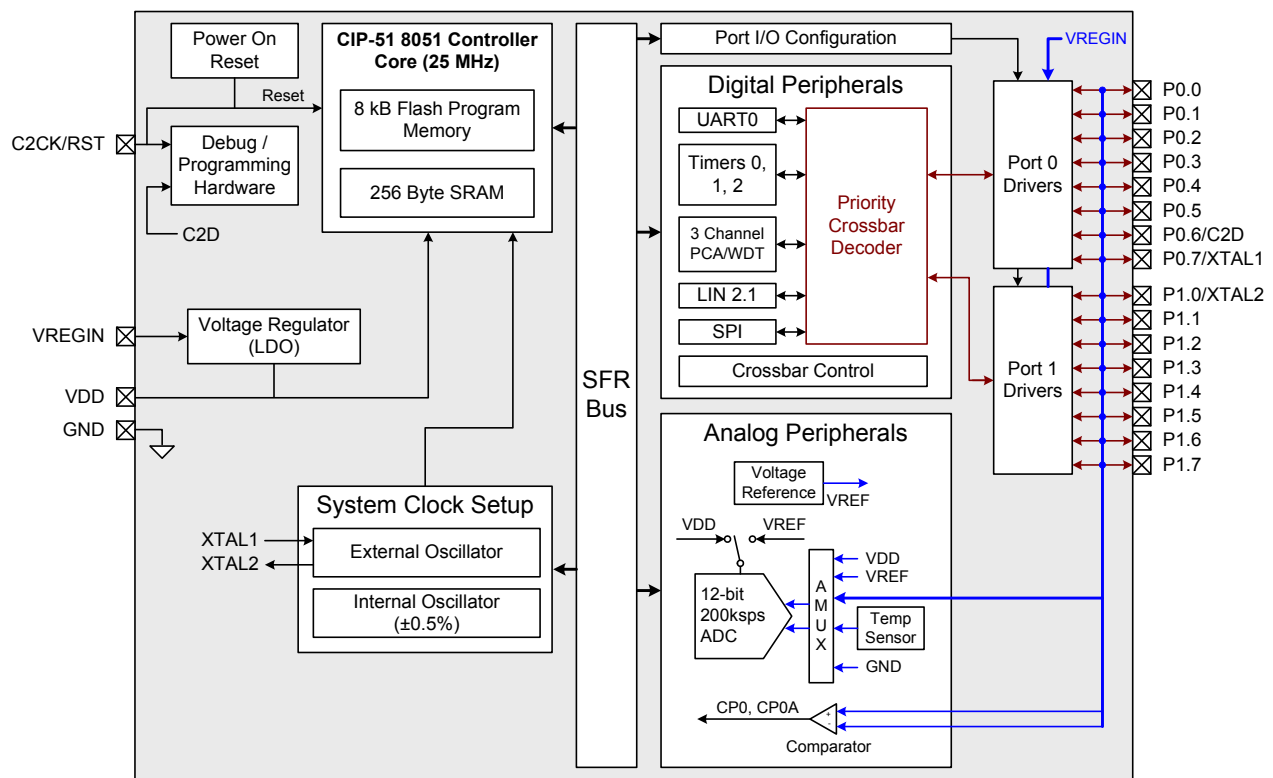 Power On
Reset
Reset
C2CK/RST
Debug /
Programming
Hardware
C2D
CIP-51 8051 Controller
Core (25 MHz)
8 kB Flash Program
Memory
256 Byte SRAM
VREGIN
Voltage Regulator
(LDO)
VDD
GND
System Clock Setup
XTAL1
XTAL2
External Oscillator
Internal Oscillator
(±0.5%)
SFR
Bus
Port I/O Configuration
Digital Peripherals
UART0
Timers 0,
1, 2
3 Channel
PCA/WDT
LIN 2.1
SPI
Priority
Crossbar
Decoder
Crossbar Control
Analog Peripherals
Voltage
Reference
VREF
VDD
VREF
12-bit
200ksps
ADC
A
M
U
X
VDD
VREF
Temp
Sensor
GND
CP0, CP0A
+
-
Comparator
VREGIN
Port 0
Drivers
Port 1
Drivers
P0.0
P0.1
P0.2
P0.3
P0.4
P0.5
P0.6/C2D
P0.7/XTAL1
P1.0/XTAL2
P1.1
P1.2
P1.3
P1.4
P1.5
P1.6
P1.7